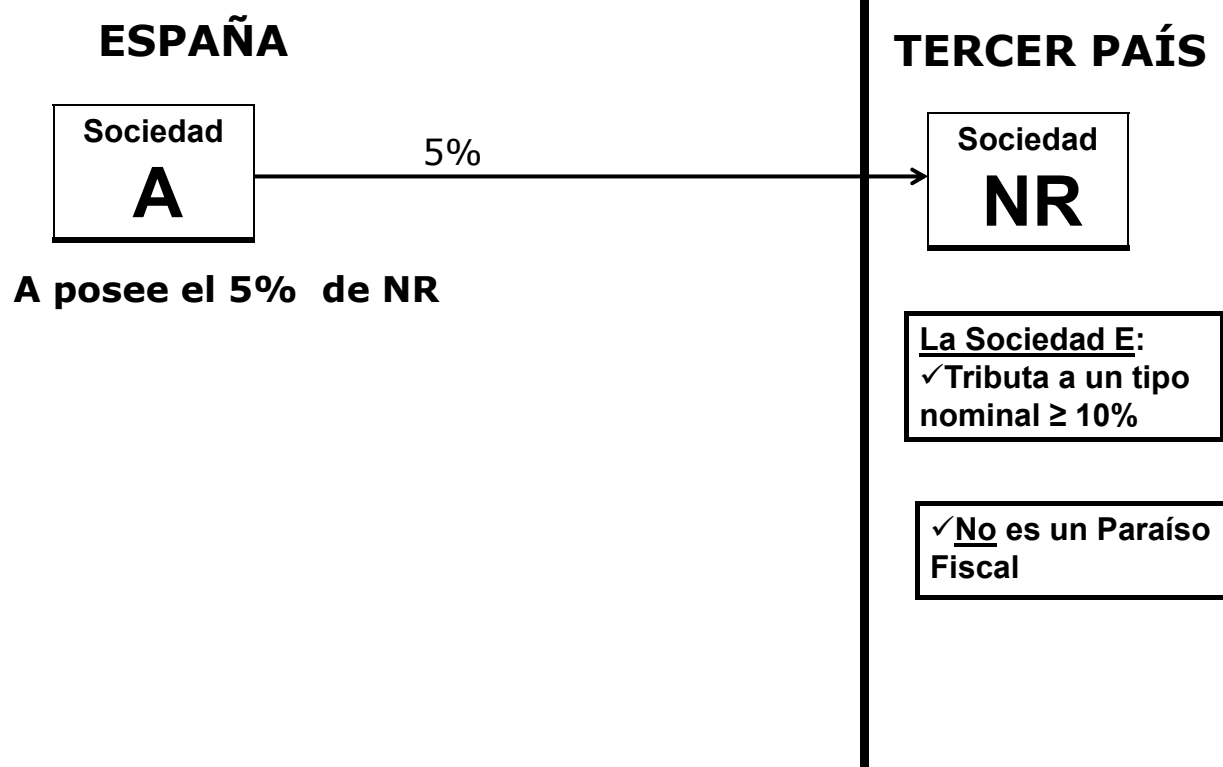 ESPAÑA
TERCER PAÍS
Sociedad
A
5%
Sociedad
NR
A posee el 5% de NR
La Sociedad E:
✓Tributa a un tipo
nominal ≥ 10%
✓No es un Paraíso
Fiscal